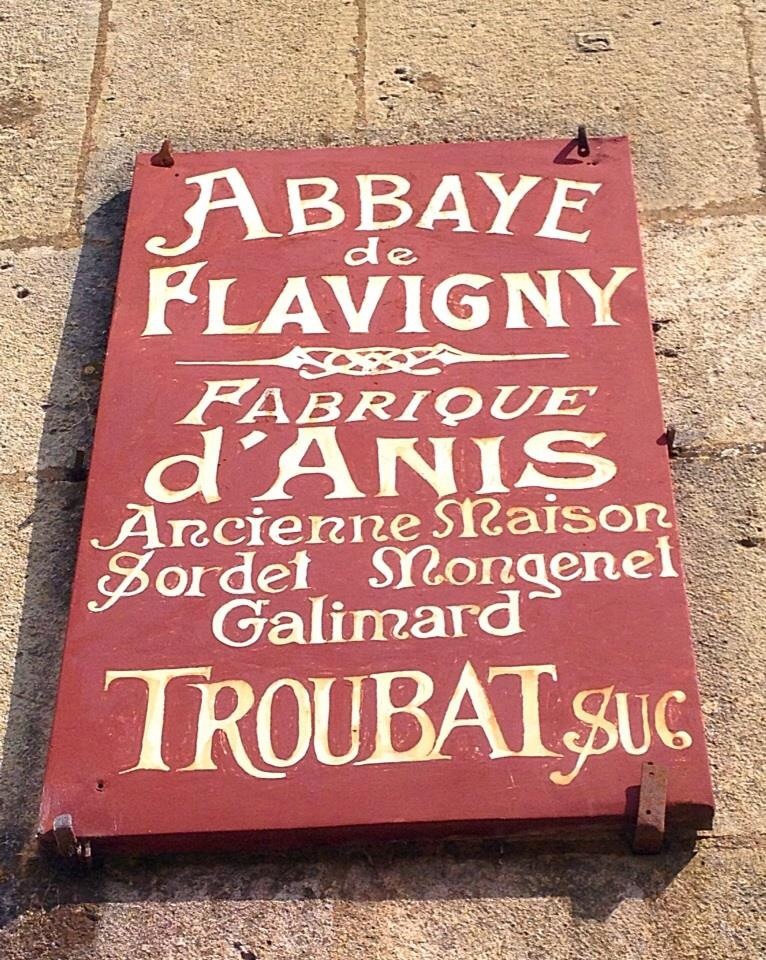 ABBAYE
de
FLAVIGNY
FABRIQUE
d'ANIS
Ancienne Maison
Sordet Mongenet
Galimard
TROUBAT SUC